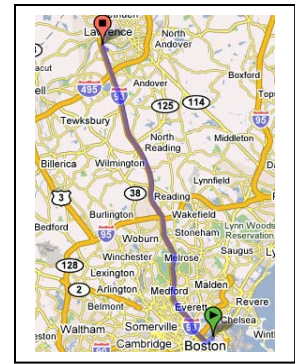 Lawrence
North
Andover
495
93
Andover
Boxford
125
114
Tewksbury
95
North
Reading
Middleton
Billerica
Wilmington
38
Lynnfield
3
Reading
Burlington
Wakefield
Bedford
95
Woburn
Stoneham
Lynn Woods
Reservation
128
Winchester
Melrose
Saugus
Lexington
2
Arlington
Medford
Malden
Revere
Belmont
Everett
Chelsea
Waltham
Somerville
Cambridge
Boston
90